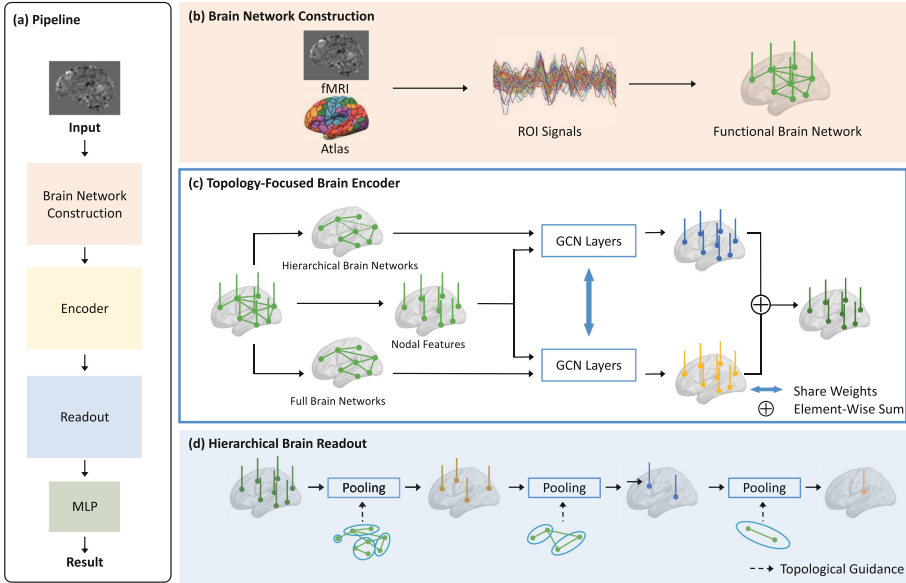 (a) Pipeline
Input
Brain Network
Construction
Encoder
Readout
MLP
Result
(b) Brain Network Construction
fMRI
Atlas
ROI Signals
Functional Brain Network
(c) Topology-Focused Brain Encoder
Hierarchical Brain Networks
GCN Layers
Nodal Features
GCN Layers
Full Brain Networks
Share Weights
Element-Wise Sum
(d) Hierarchical Brain Readout
Pooling
Pooling
Pooling
Topological Guidance